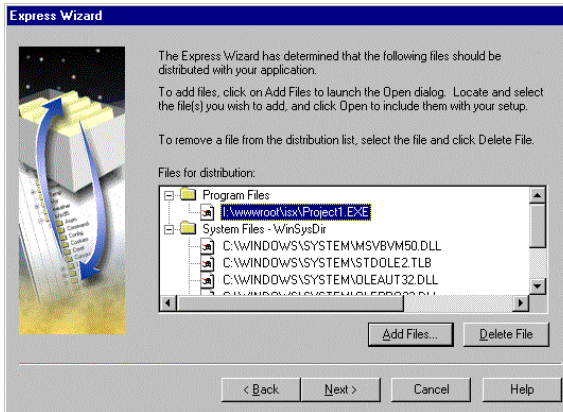 Express Wizard
The Express Wizard has determined that the following files should be
distributed with your application.
To add files, click on Add Files to launch the Open dialog. Locate and select
the file(s) you wish to add, and click Open to include them with your setup.
To remove a file from the distribution list, select the file and click Delete File.
Files for distribution:
Program Files
I:\wwwroot\isx\Project1.EXE
System Files - WinSysDir
C:\WINDOWS\SYSTEM\MSVBVM50.DLL
C:\WINDOWS\SYSTEM\STDOLE2.TLB
C:\WINDOWS\SYSTEM\OLEAUT32.DLL
Add Files... Delete File
< Back Next > Cancel Help